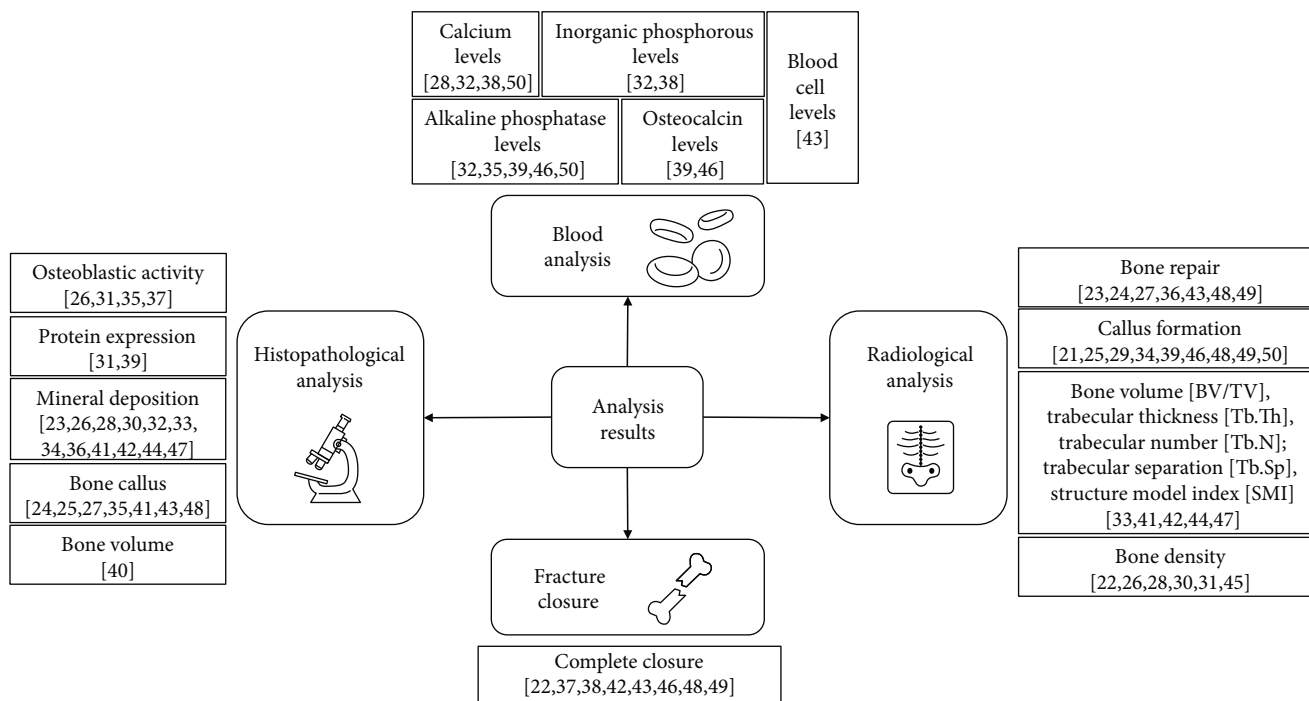 Calcium
levels
[28,32,38,50]
Inorganic phosphorous
levels
[32,38]
Blood
cell
levels
[43]
Alkaline phosphatase
levels
[32,35,39,46,50]
Osteocalcin
levels
[39,46]
Blood
analysis
Osteoblastic activity
[26,31,35,37]
Protein expression
[31,39]
Mineral deposition
[23,26,28,30,32,33,
34,36,41,42,44,47]
Bone callus
[24,25,27,35,41,43,48]
Bone volume
[40]
Histopathological
analysis
Analysis
results
Radiological
analysis
Bone repair
[23,24,27,36,43,48,49]
Callus formation
[21,25,29,34,39,46,48,49,50]
Bone volume [BV/TV],
trabecular thickness [Tb.Th],
trabecular number [Tb.N];
trabecular separation [Tb.Sp],
structure model index [SMI]
[33,41,42,44,47]
Bone density
[22,26,28,30,31,45]
Fracture
closure
Complete closure
[22,37,38,42,43,46,48,49]